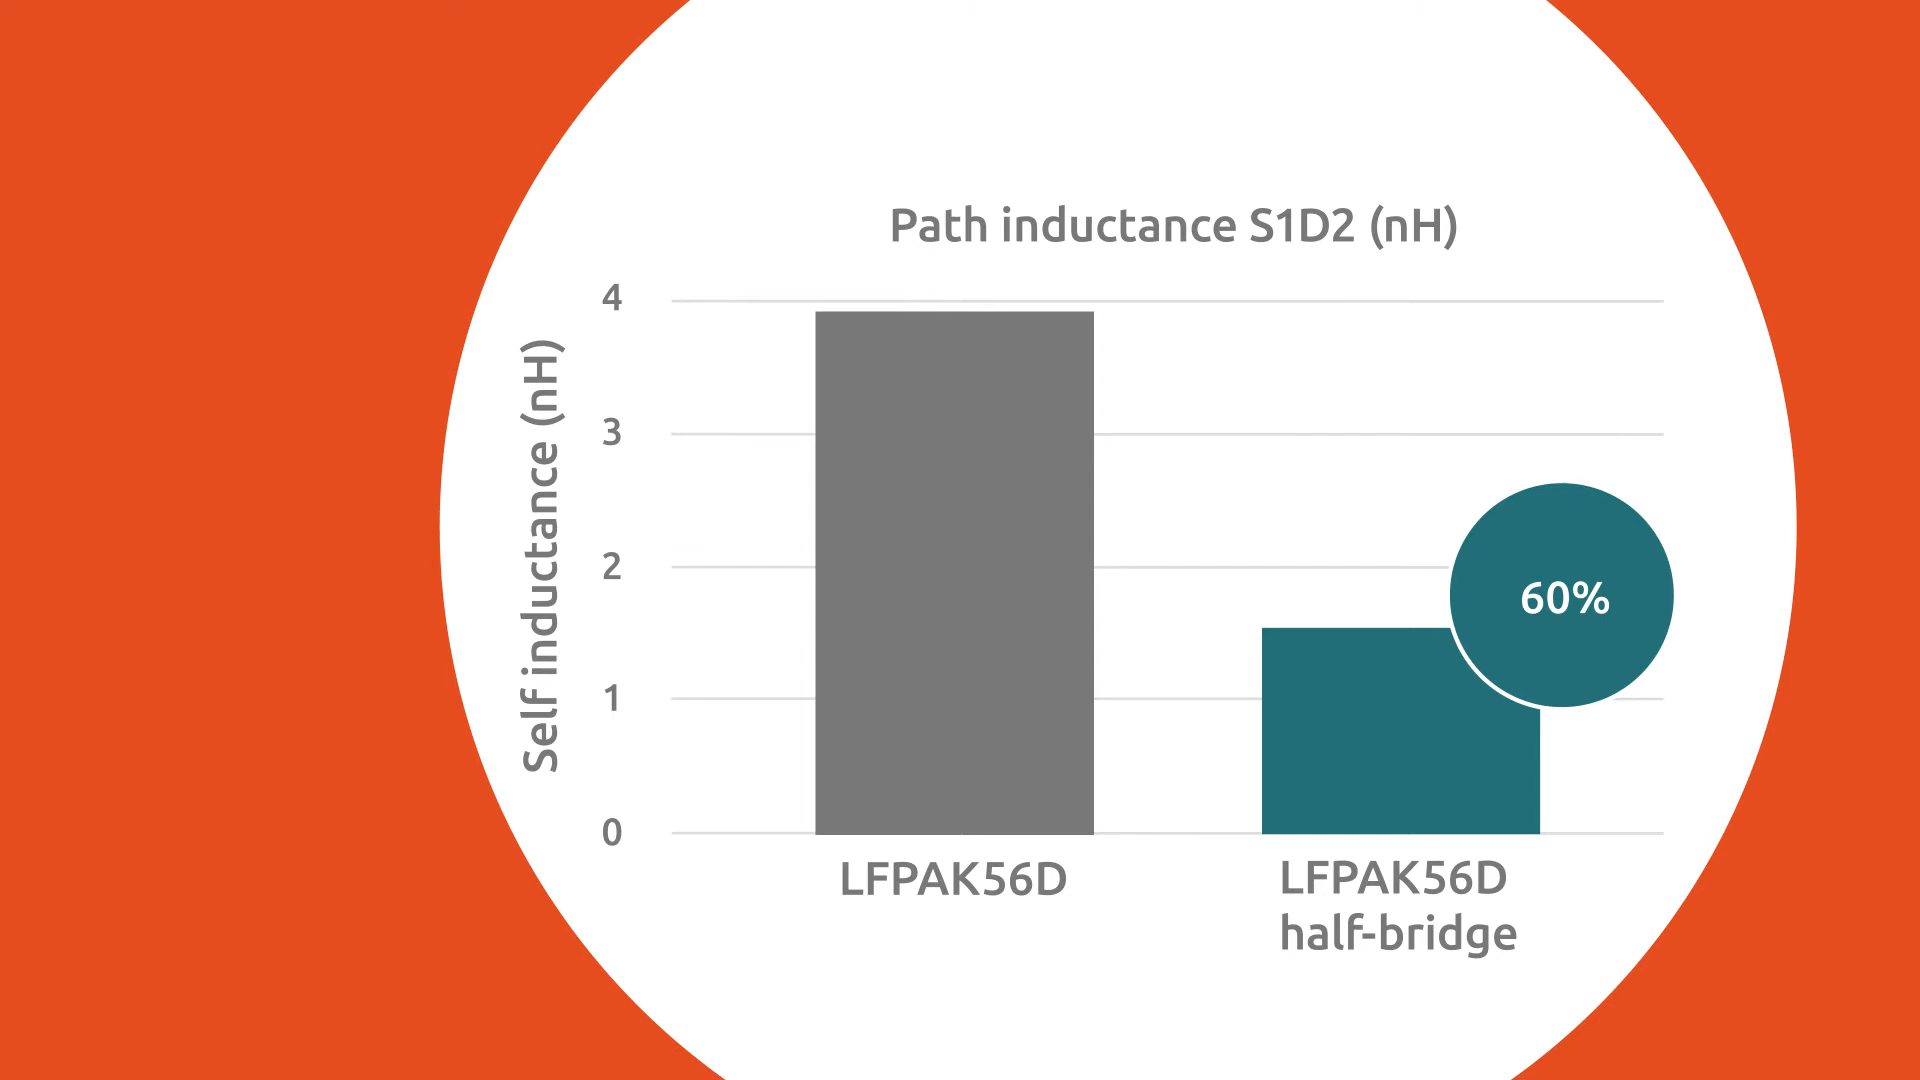 Path inductance S1D2 (nH)
Self inductance (nH)
4
3
2
1
0
60%
LFPAK56D
LFPAK56D
half-bridge